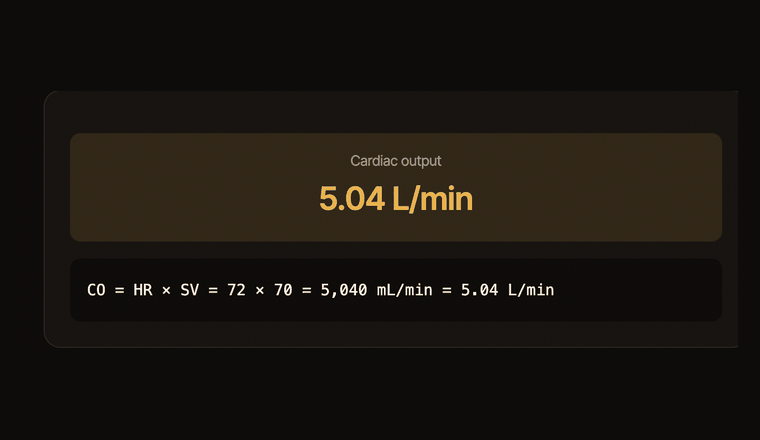 Cardiac output
5.04 L/min
CO = HR × SV = 72 × 70 = 5,040 mL/min = 5.04 L/min